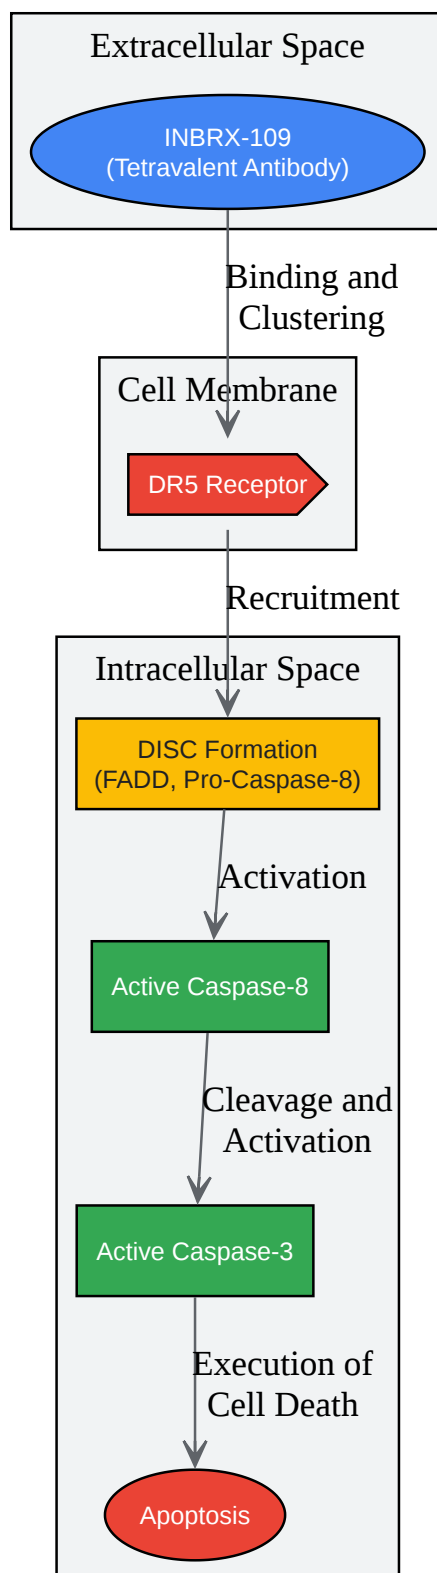 Extracellular Space
INBRX-109
(Tetravalent Antibody)
Binding and
Clustering
Cell Membrane
DR5 Receptor
Recruitment
Intracellular Space
DISC Formation
(FADD, Pro-Caspase-8)
Activation
Active Caspase-8
Cleavage and
Activation
Active Caspase-3
Execution of
Cell Death
Apoptosis